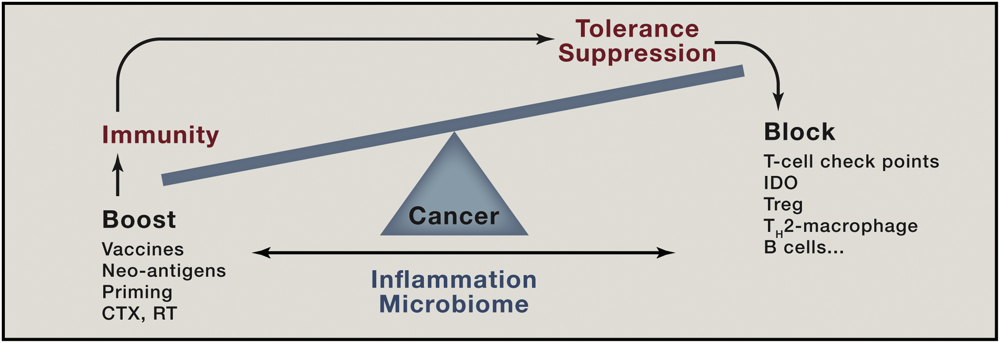 Tolerance
Suppression
Immunity
Boost
Vaccines
Neo-antigens
Priming
CTX, RT
Cancer
Inflammation
Microbiome
Block
T-cell check points
IDO
Treg
TH2-macrophage
B cells...